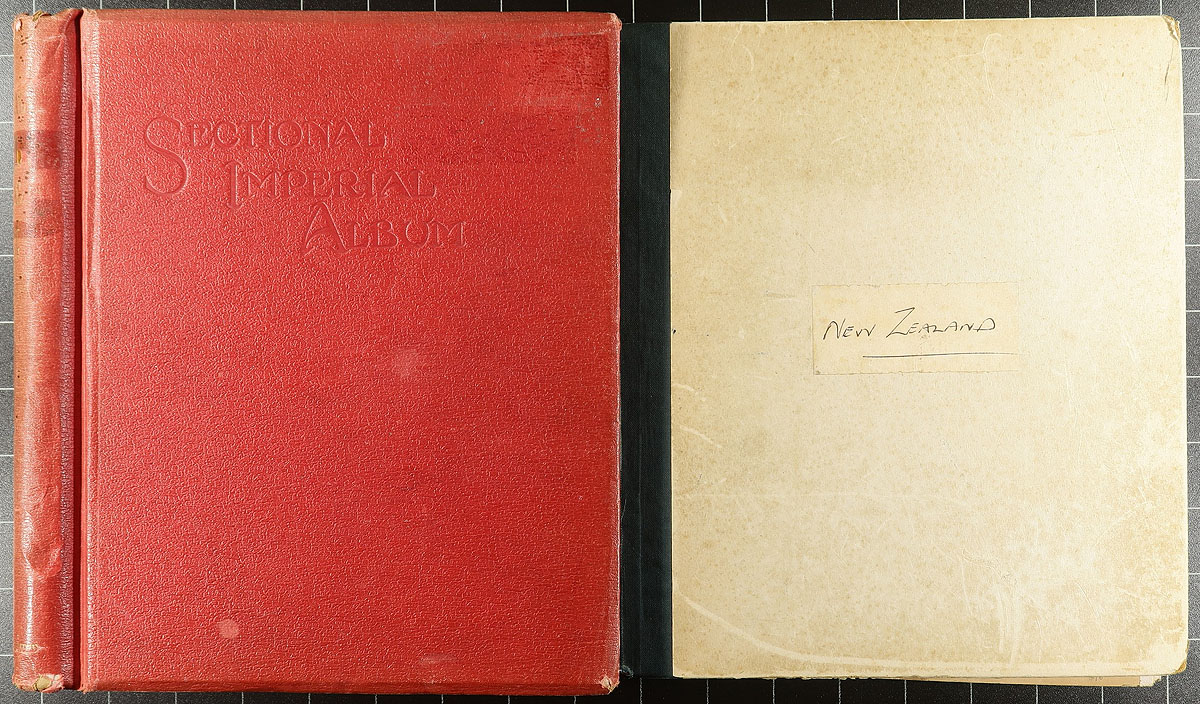 SECTIONAL
IMPERIAL
ALBUM
NEW ZEALAND